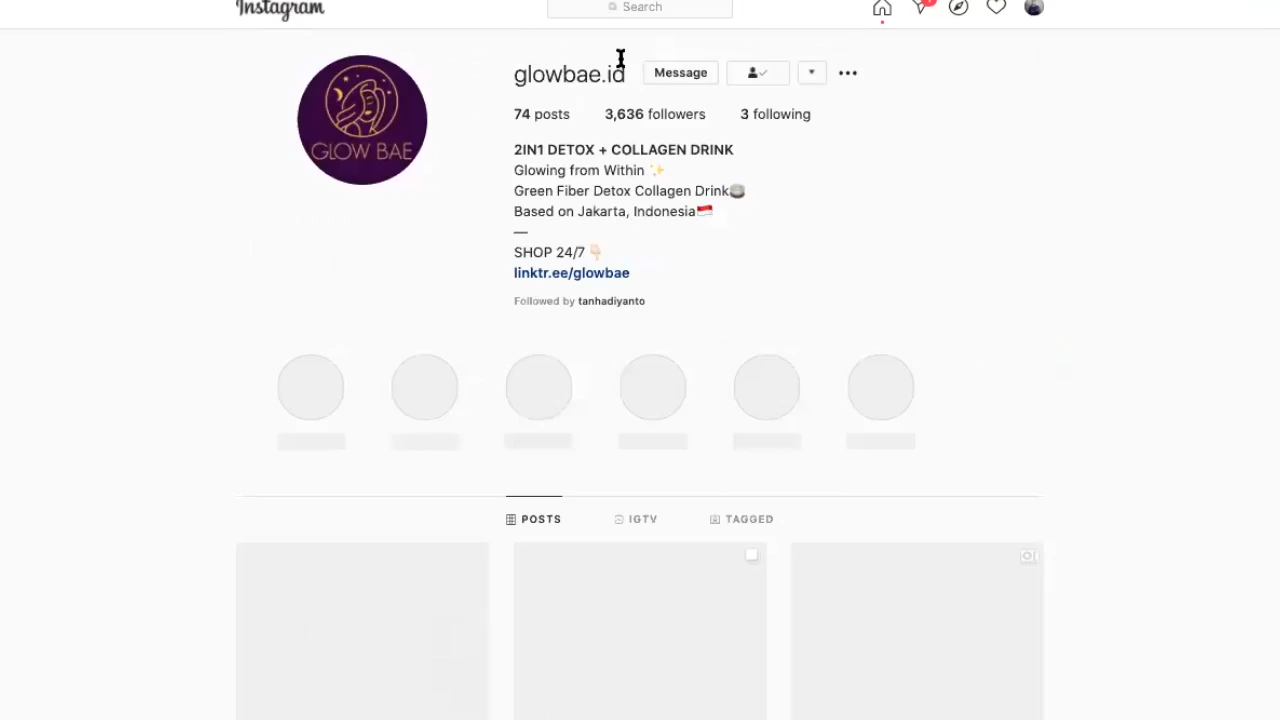 Instagram
Search
glowbae.id
Message
74 posts 3,636 followers 3 following
2IN1 DETOX + COLLAGEN DRINK
Glowing from Within ✨
Green Fiber Detox Collagen Drink
Based on Jakarta, Indonesia🇮🇩
—
SHOP 24/7 👇🏻
linktr.ee/glowbae
Followed by tanhadiyanto
GLOW BAE
POSTS IGTV TAGGED